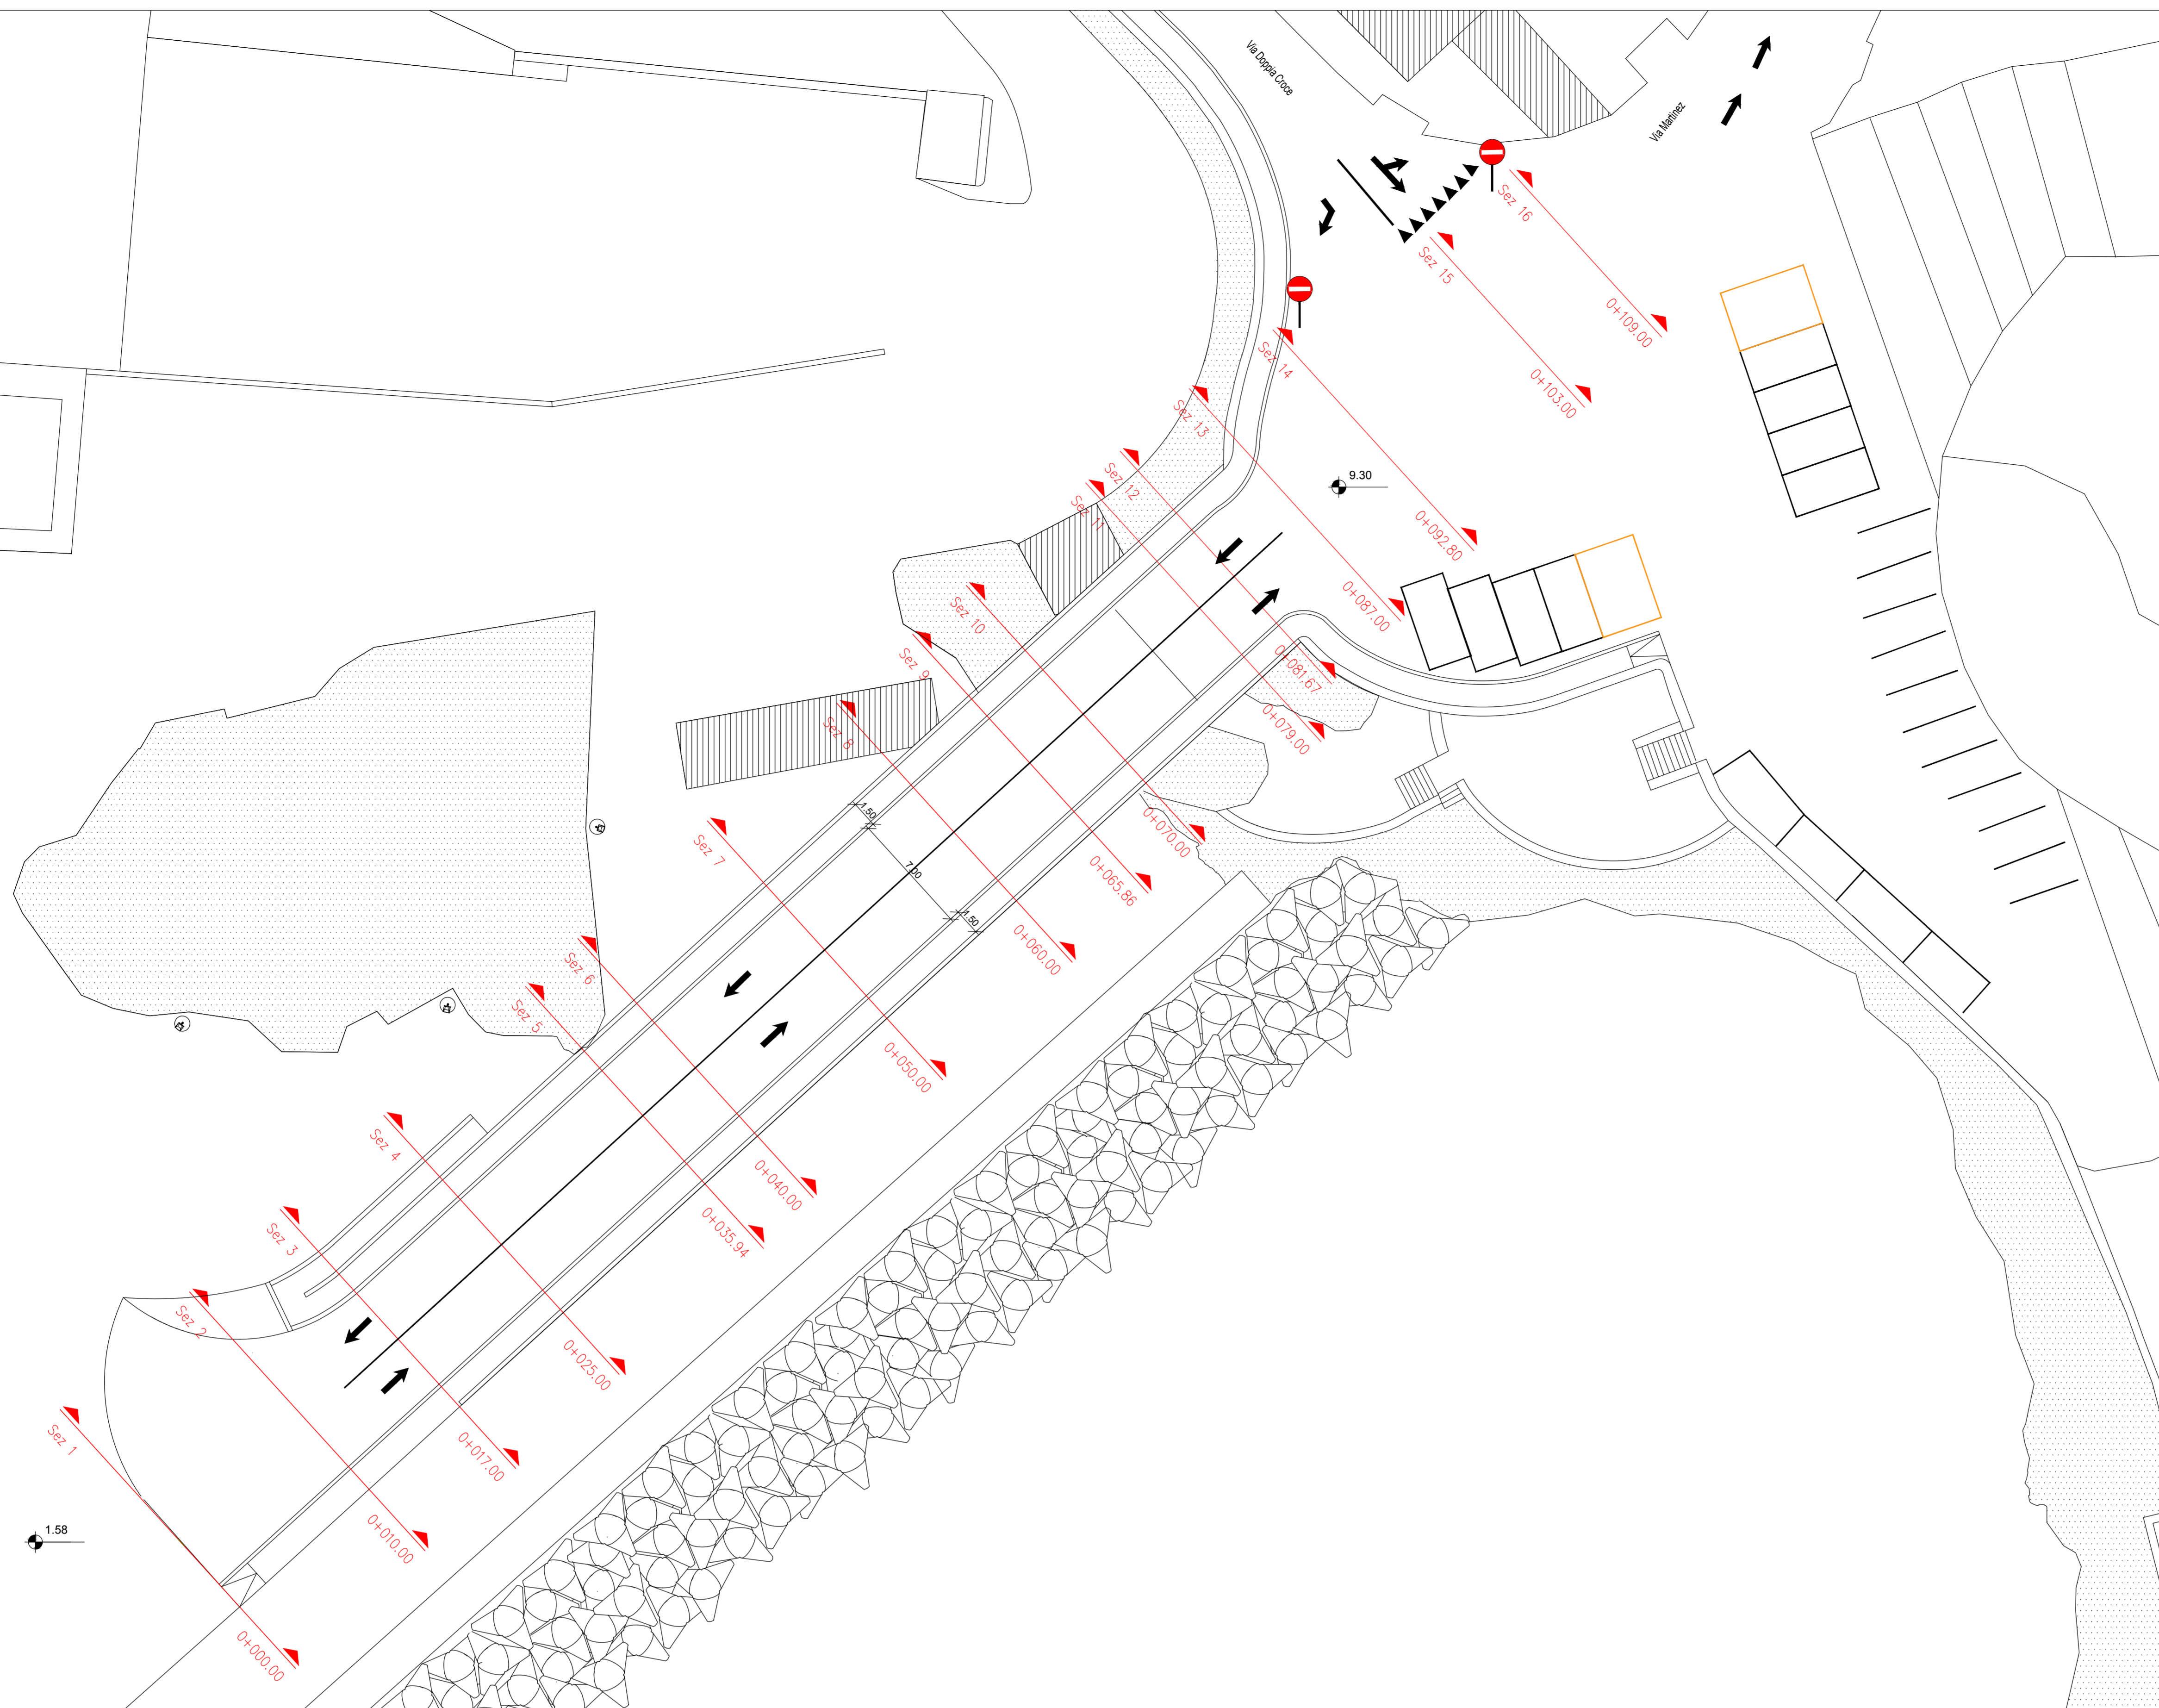 Via Doppia Croce
Via Martinez
Sez 16
0+109.00
Sez 15
0+103.00
Sez 14
0+092.80
Sez 13
0+087.00
9.30
Sez 12
0+081.67
Sez 11
0+079.00
Sez 10
0+070.00
Sez 9
0+065.86
Sez 8
0+060.00
1.50
7.00
1.50
Sez 7
0+050.00
Sez 6
0+040.00
Sez 5
0+035.94
Sez 4
0+025.00
Sez 3
0+017.00
Sez 2
0+010.00
Sez 1
0+000.00
1.58